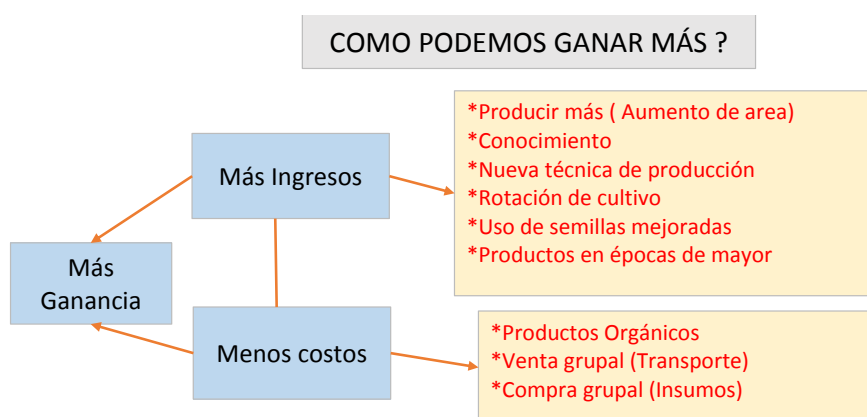 COMO PODEMOS GANAR MÁS ?
*Producir más ( Aumento de area)
*Conocimiento
*Nueva técnica de producción
*Rotación de cultivo
*Uso de semillas mejoradas
*Productos en épocas de mayor
Más Ingresos
Más
Ganancia
Menos costos
*Productos Orgánicos
*Venta grupal (Transporte)
*Compra grupal (Insumos)